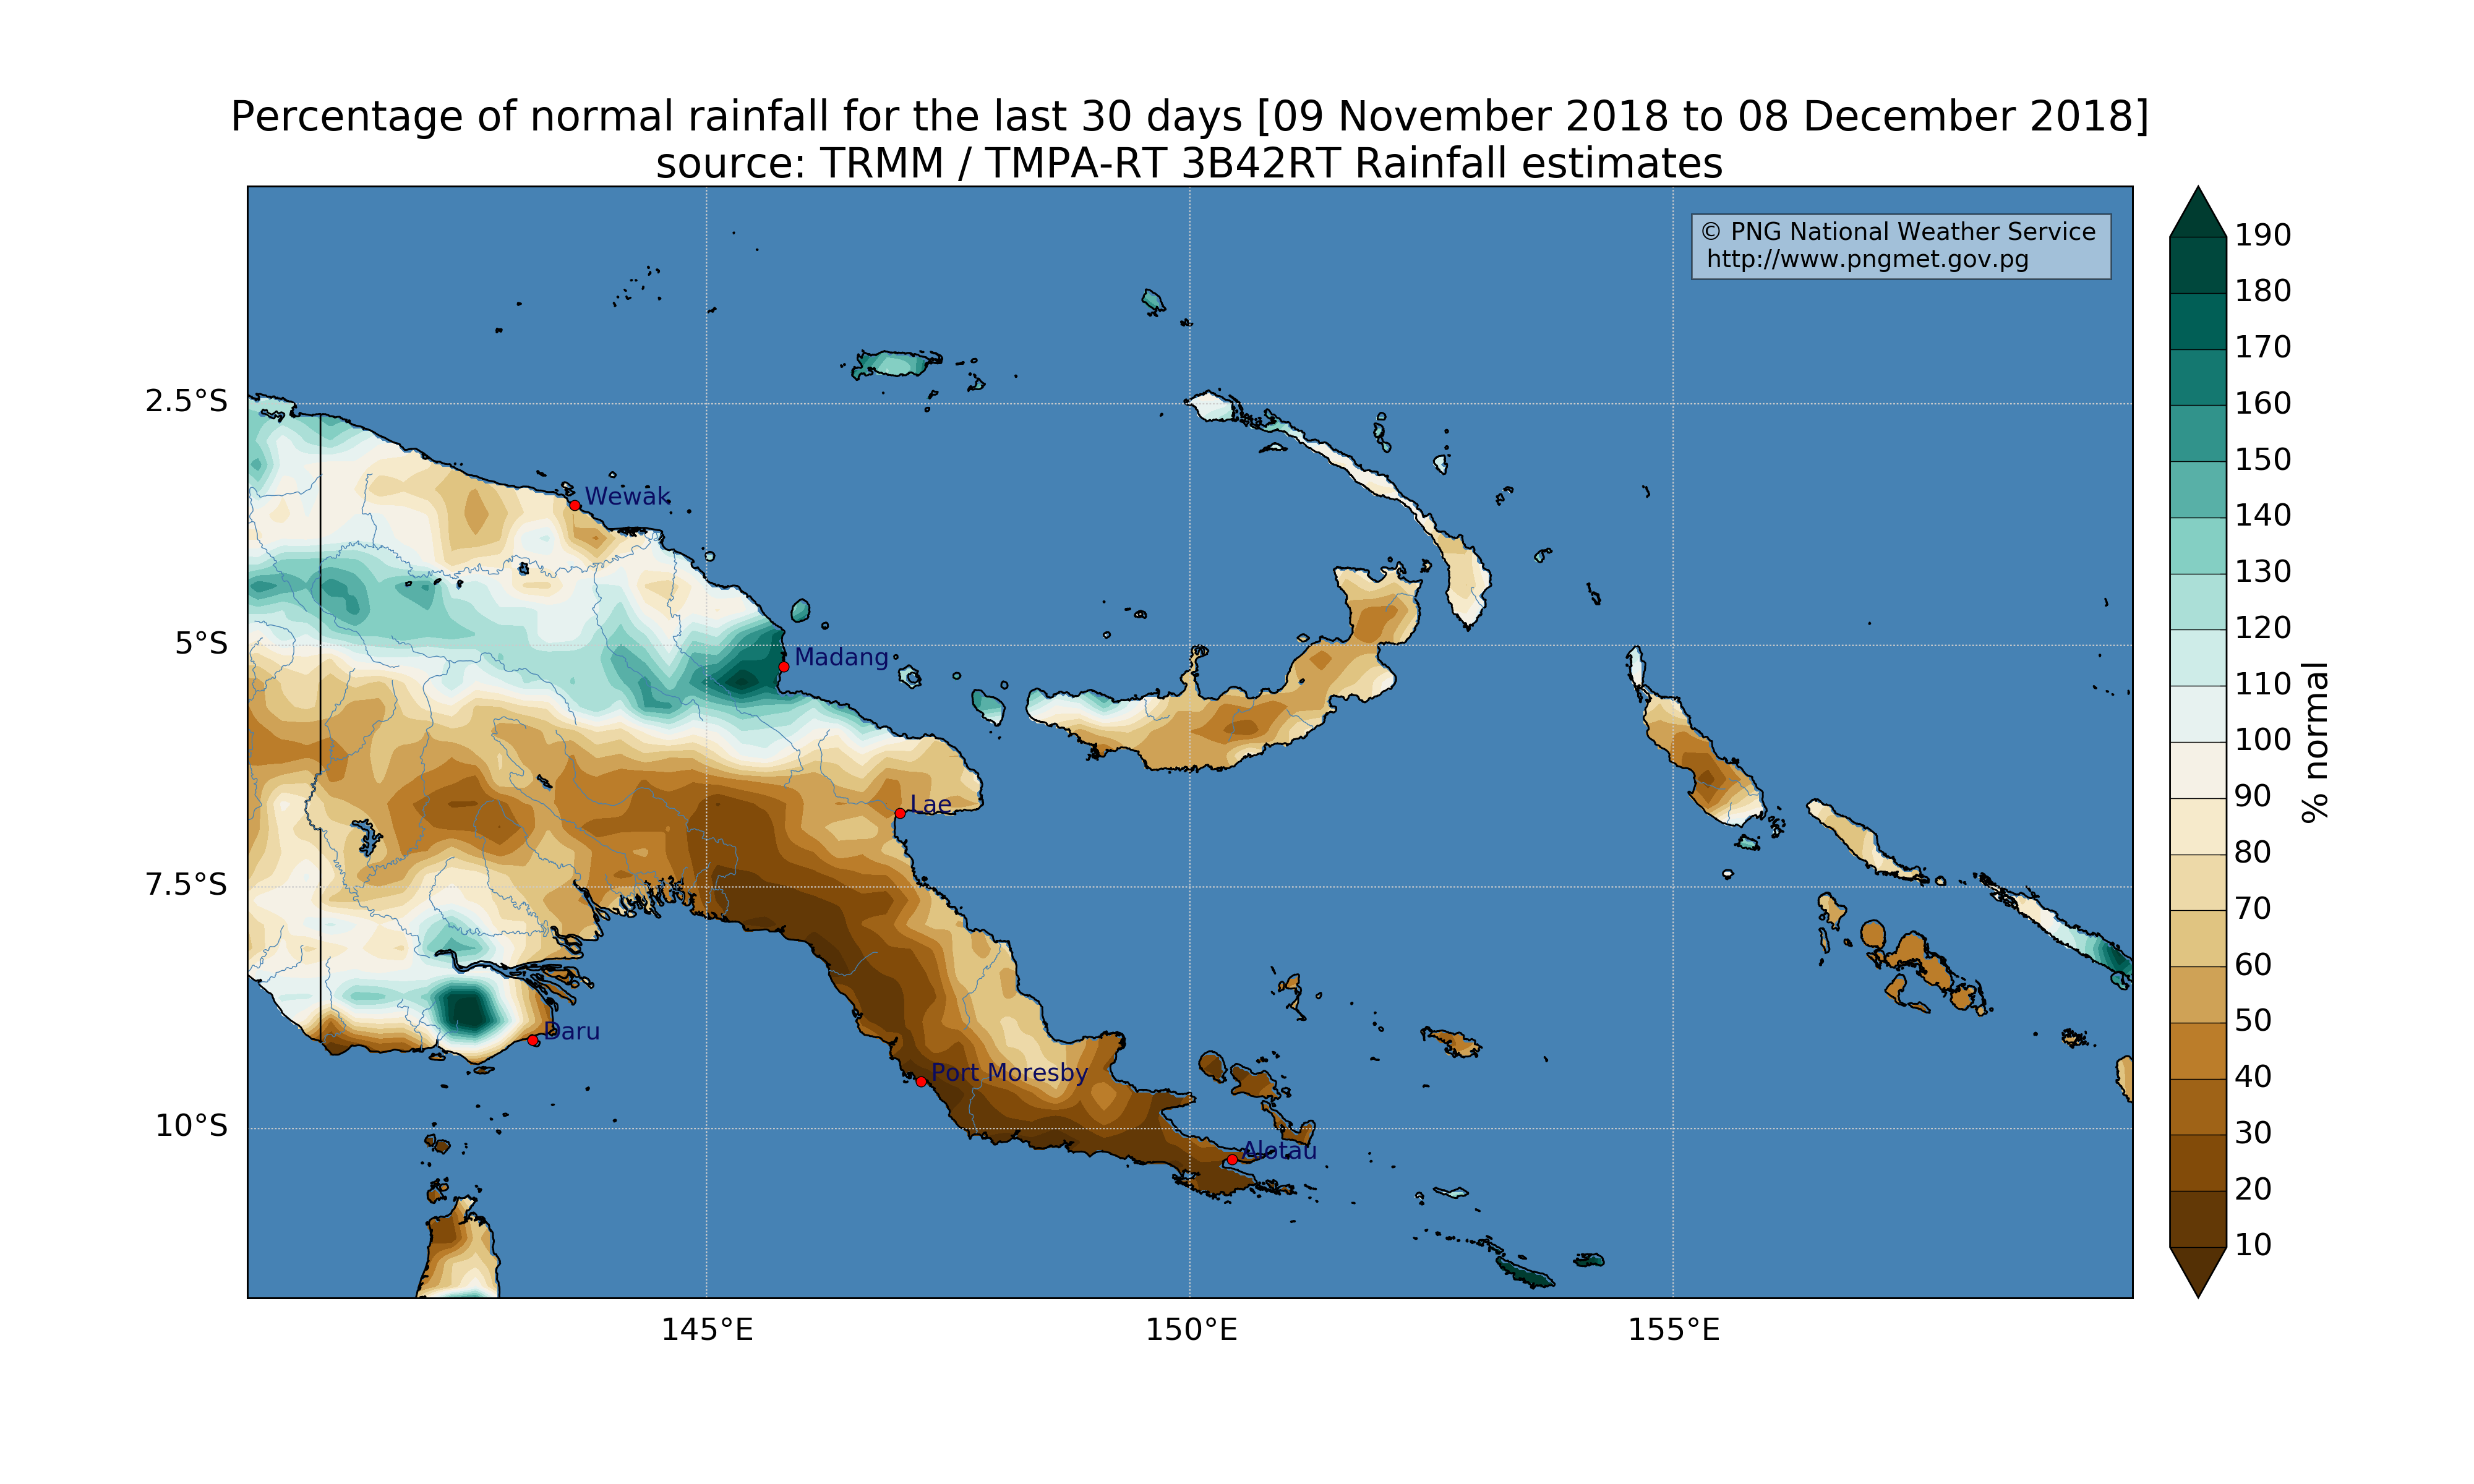 Percentage of normal rainfall for the last 30 days [09 November 2018 to 08 December 2018]
source: TRMM / TMPA-RT 3B42RT Rainfall estimates
© PNG National Weather Service
http://www.pngmet.gov.pg
190
180
170
160
150
140
130
120
110
100
90
80
70
60
50
40
30
20
10
% normal
2.5°S
5°S
7.5°S
10°S
Wewak
Madang
Lae
Daru
Port Moresby
Alotau
145°E
150°E
155°E